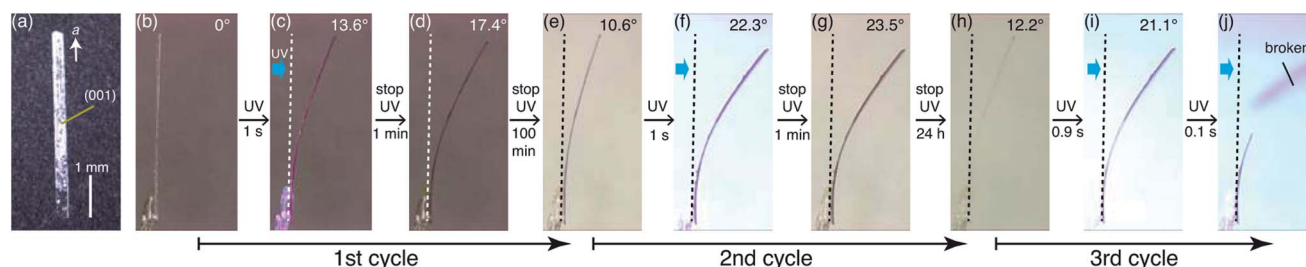 (a)
a
(001)
1 mm
(b)
0°
UV
1 s
(c)
13.6°
UV
stop
UV
1 min
(d)
17.4°
stop
UV
100
min
(e)
10.6°
UV
1 s
(f)
22.3°
stop
UV
1 min
(g)
23.5°
stop
UV
24 h
(h)
12.2°
UV
0.9 s
(i)
21.1°
UV
0.1 s
(j)
broken
1st cycle
2nd cycle
3rd cycle